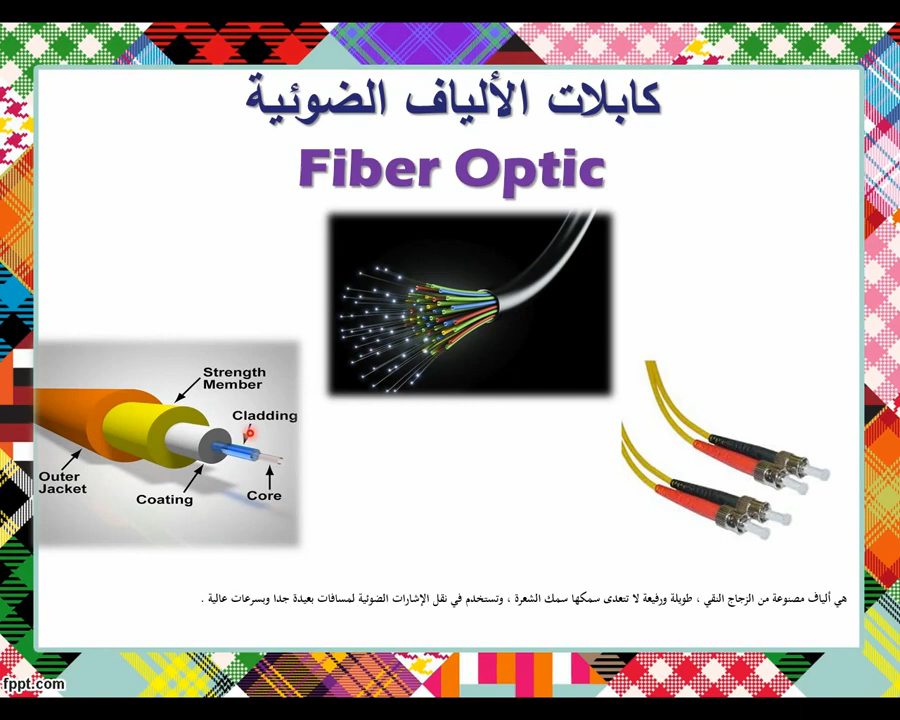 كابلات الألياف الضوئية
Fiber Optic
Strength
Member
Cladding
Outer
Jacket
Coating
Core
هي ألياف مصنوعة من الزجاج النقي ، طويلة ورفيعة لا تتعدى سمكها سمك الشعرة ، وتستخدم في نقل الإشارات الضوئية لمسافات بعيدة جدا وبسرعات عالية .
fppt.com